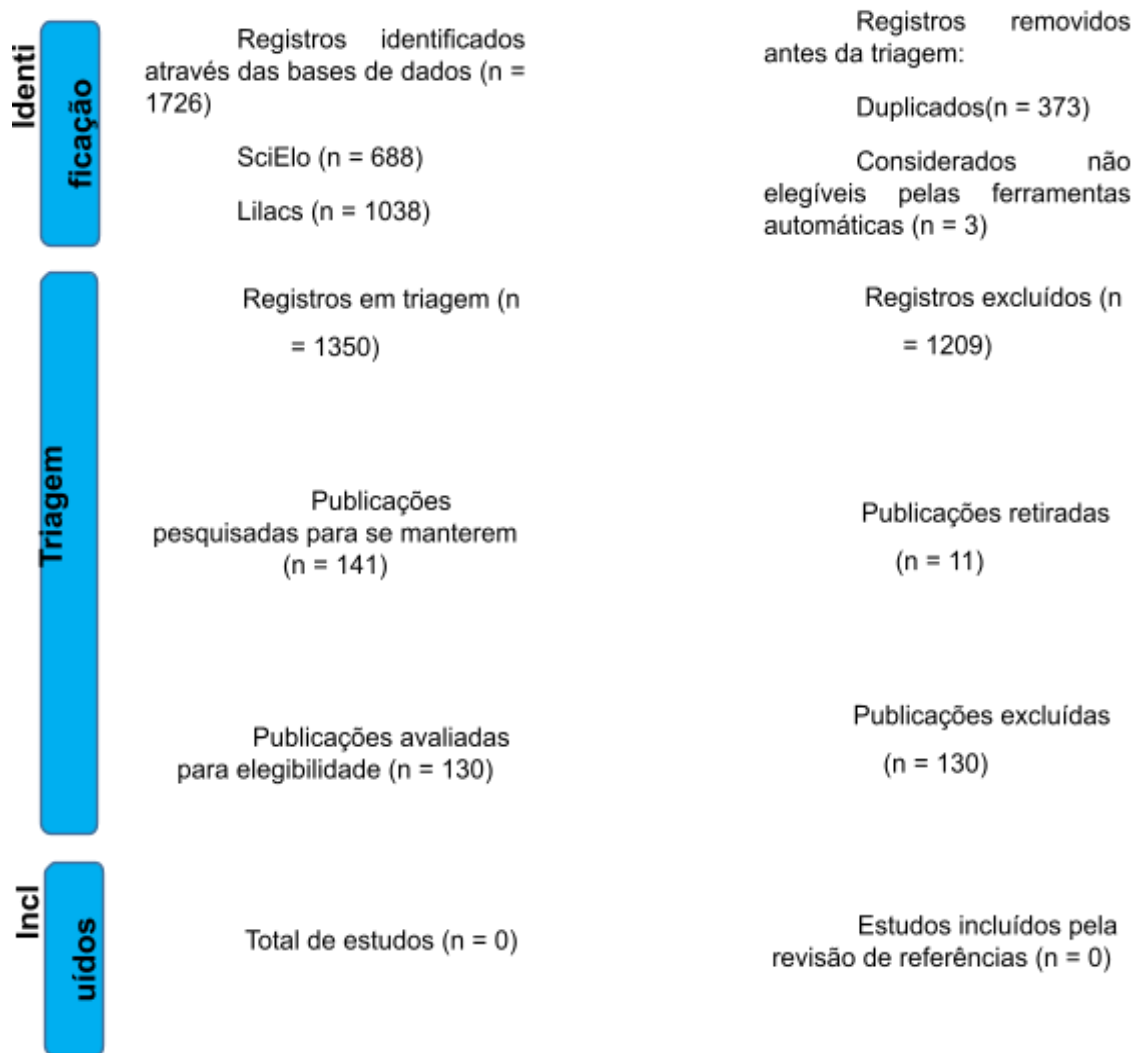 Identi
ficação
Registros identificados
através das bases de dados (n =
1726)
SciElo (n = 688)
Lilacs (n = 1038)
Registros removidos
antes da triagem:
Duplicados(n = 373)
Considerados não
elegíveis pelas ferramentas
automáticas (n = 3)
Triagem
Registros em triagem (n
= 1350)
Registros excluídos (n
= 1209)
Publicações
pesquisadas para se manterem
(n = 141)
Publicações retiradas
(n = 11)
Publicações avaliadas
para elegibilidade (n = 130)
Publicações excluídas
(n = 130)
Incl
uídos
Total de estudos (n = 0)
Estudos incluídos pela
revisão de referências (n = 0)